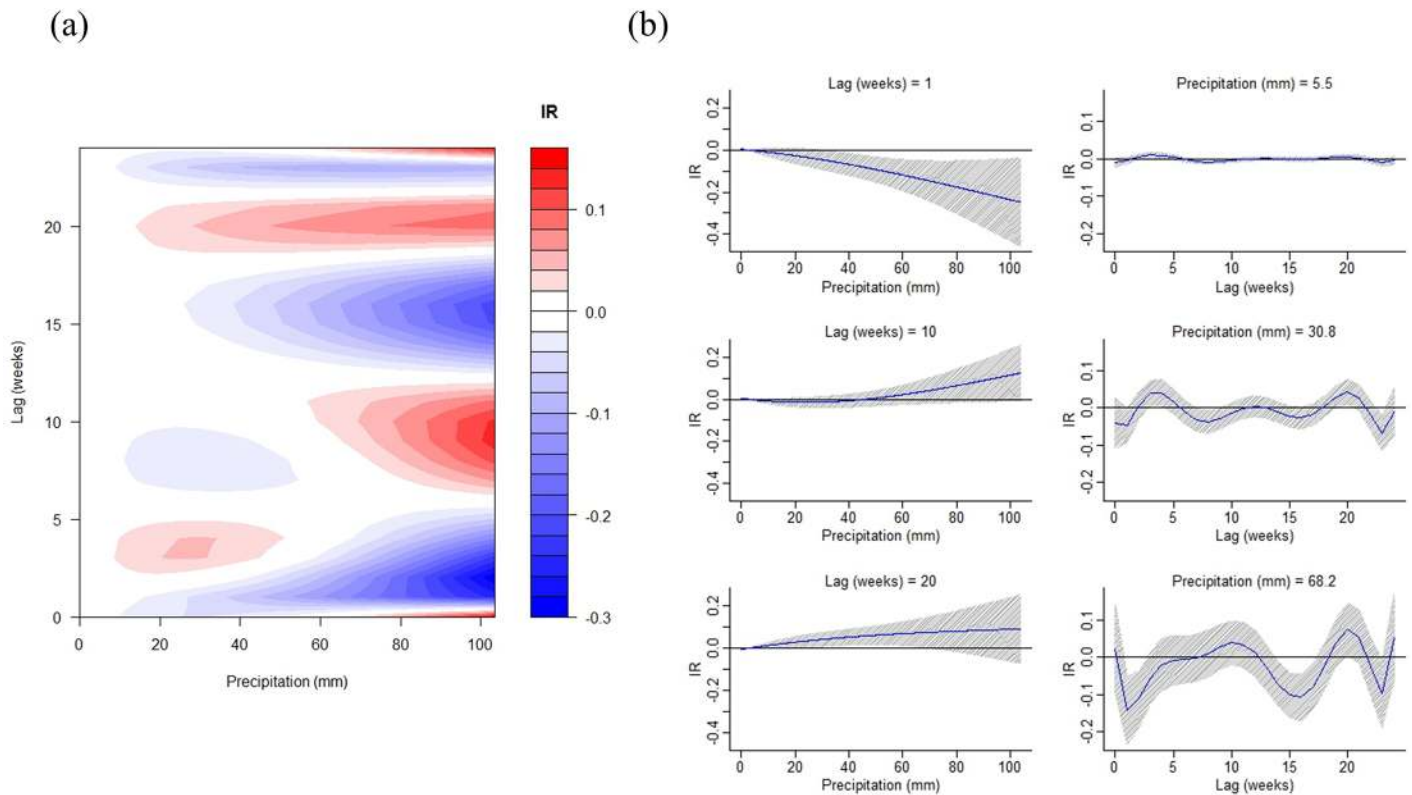 (a)
IR
20
15
10
5
0
Lag (weeks)
0 20 40 60 80 100
Precipitation (mm)
0.1
0.0
-0.1
-0.2
-0.3
(b)
Lag (weeks) = 1
0.2
0.0
-0.2
-0.4
IR
0 20 40 60 80 100
Precipitation (mm)
Precipitation (mm) = 5.5
0.1
0.0
-0.1
-0.2
IR
0 5 10 15 20
Lag (weeks)
Lag (weeks) = 10
0.2
0.0
-0.2
-0.4
IR
0 20 40 60 80 100
Precipitation (mm)
Precipitation (mm) = 30.8
0.1
0.0
-0.1
-0.2
IR
0 5 10 15 20
Lag (weeks)
Lag (weeks) = 20
0.2
0.0
-0.2
-0.4
IR
0 20 40 60 80 100
Precipitation (mm)
Precipitation (mm) = 68.2
0.1
0.0
-0.1
-0.2
IR
0 5 10 15 20
Lag (weeks)